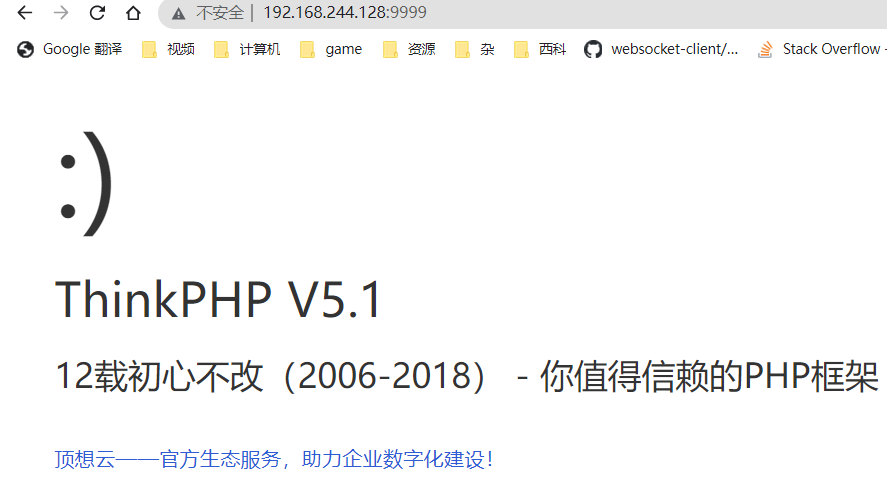 不安全 192.168.244.128:9999
Google 翻译 视频 计算机 game 资源 杂 西科 websocket-client/... Stack Overflow -
:)
ThinkPHP V5.1
12载初心不改（2006-2018） - 你值得信赖的PHP框架
顶想云——官方生态服务，助力企业数字化建设！